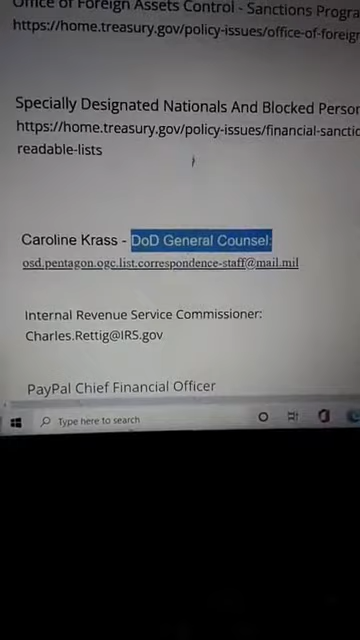 Office of Foreign Assets Control - Sanctions Progra
https://home.treasury.gov/policy-issues/office-of-foreign
Specially Designated Nationals And Blocked Person
https://home.treasury.gov/policy-issues/financial-sanctio
readable-lists
Caroline Krass - DoD General Counsel:
osd.pentagon.ogc.list.correspondence-staff@mail.mil
Internal Revenue Service Commissioner:
Charles.Rettig@IRS.gov
PayPal Chief Financial Officer
Type here to search